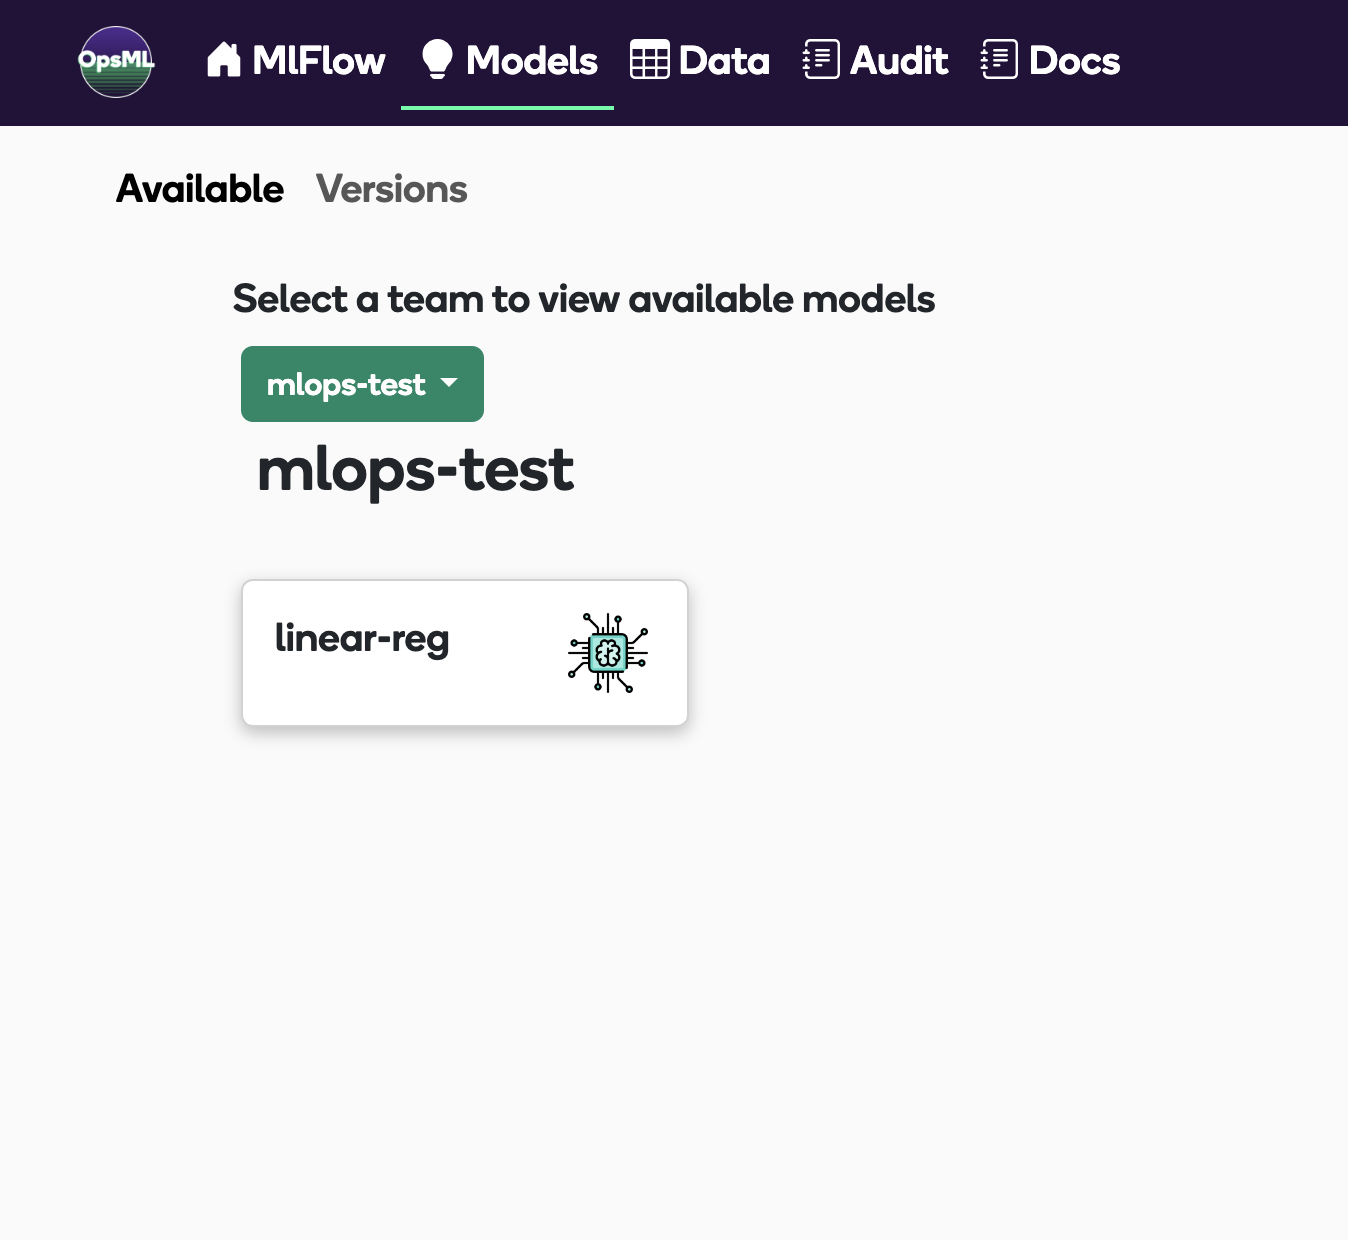 OpsML MlFlow Models Data Audit Docs
Available Versions
Select a team to view available models
mlops-test
mlops-test
linear-reg